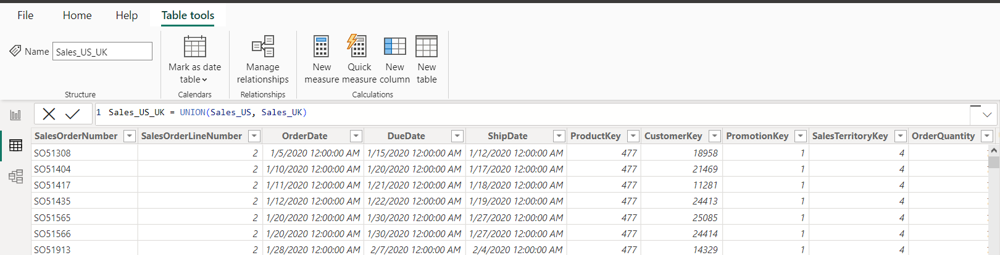 File Home Help Table tools
Name Sales_US_UK
Mark as date table
Manage relationships
New measure
Quick measure
New column
New table
Structure Calendars Relationships Calculations
1 Sales_US_UK = UNION(Sales_US, Sales_UK)
SalesOrderNumber SalesOrderLineNumber OrderDate DueDate ShipDate ProductKey CustomerKey PromotionKey SalesTerritoryKey OrderQuantity
SO51308 2 1/5/2020 12:00:00 AM 1/15/2020 12:00:00 AM 1/12/2020 12:00:00 AM 477 18958 1 4
SO51404 2 1/10/2020 12:00:00 AM 1/20/2020 12:00:00 AM 1/17/2020 12:00:00 AM 477 21469 1 4
SO51417 2 1/11/2020 12:00:00 AM 1/21/2020 12:00:00 AM 1/18/2020 12:00:00 AM 477 11281 1 4
SO51435 2 1/12/2020 12:00:00 AM 1/22/2020 12:00:00 AM 1/19/2020 12:00:00 AM 477 24413 1 4
SO51565 2 1/20/2020 12:00:00 AM 1/30/2020 12:00:00 AM 1/27/2020 12:00:00 AM 477 25085 1 4
SO51566 2 1/20/2020 12:00:00 AM 1/30/2020 12:00:00 AM 1/27/2020 12:00:00 AM 477 24414 1 4
SO51913 2 1/28/2020 12:00:00 AM 2/7/2020 12:00:00 AM 2/4/2020 12:00:00 AM 477 14329 1 4